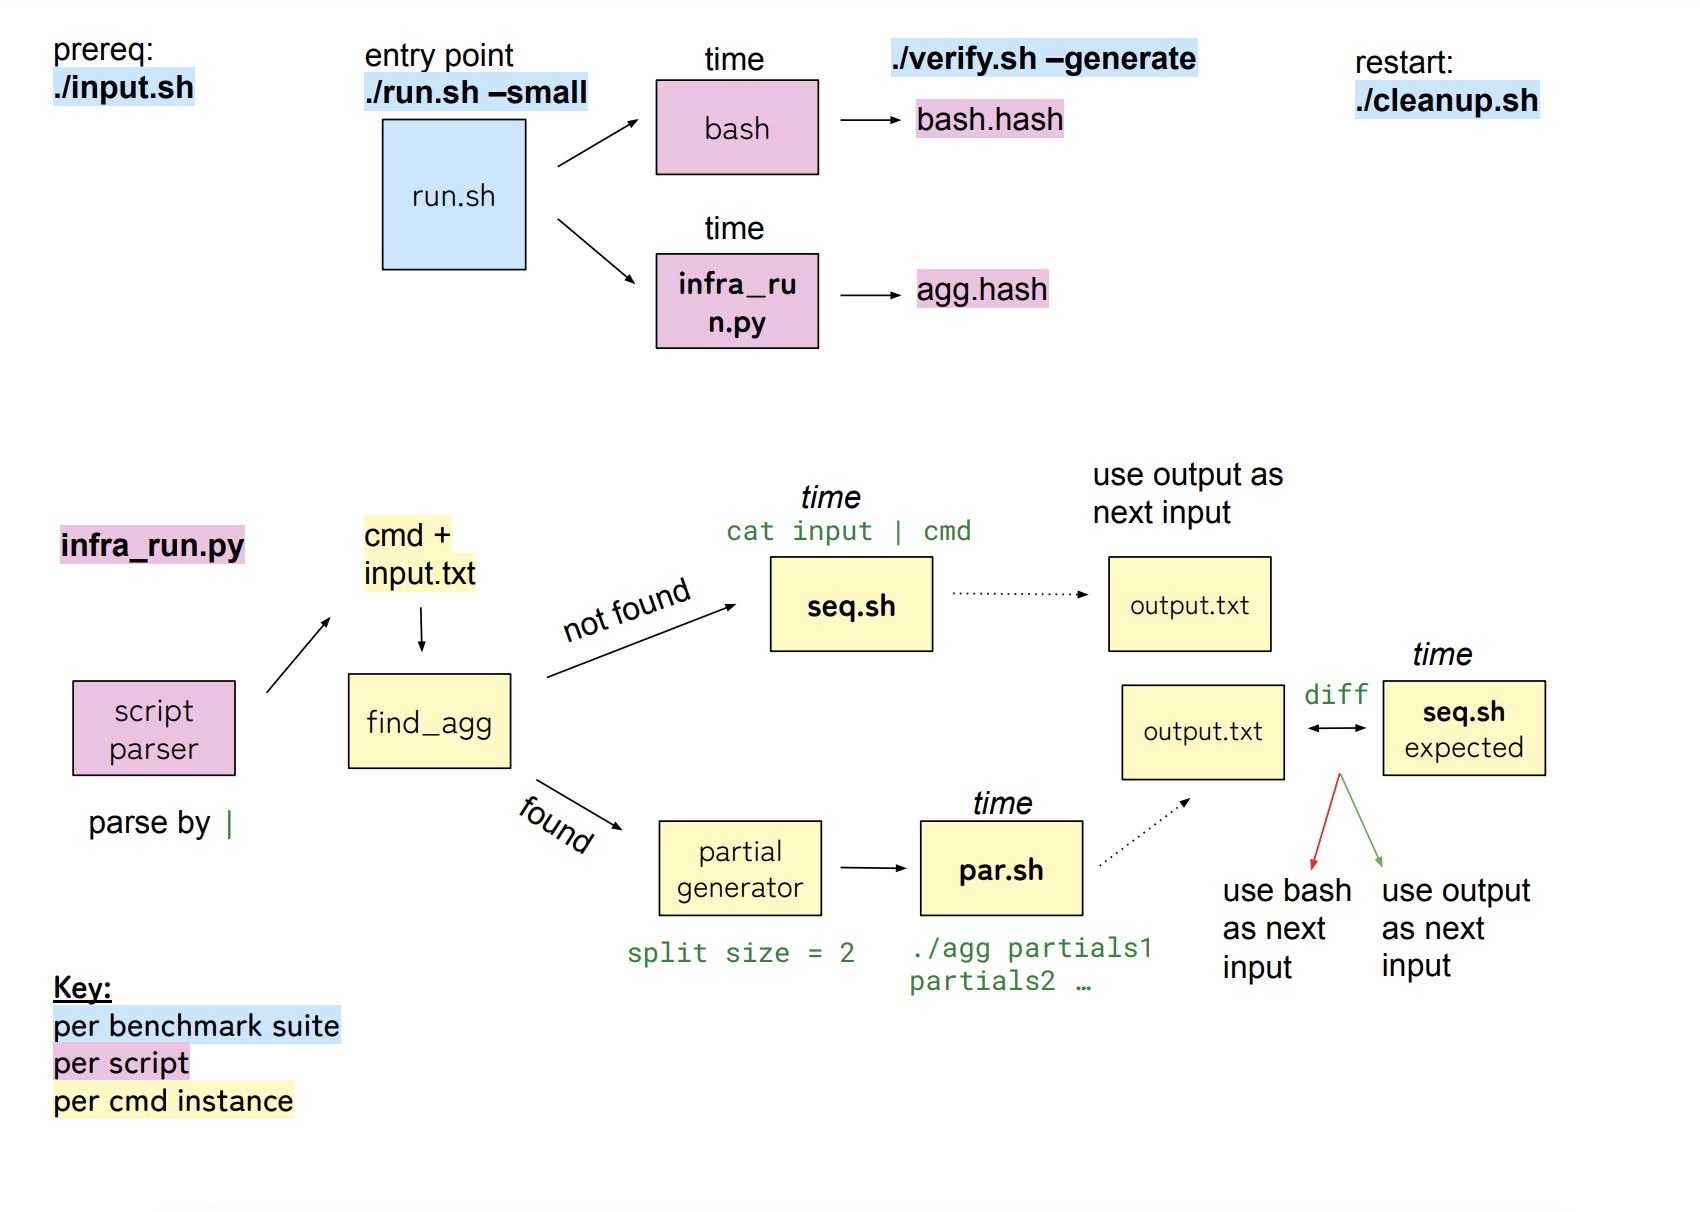 prereq:
./input.sh
entry point
./run.sh –small
run.sh
time
bash
time
infra_ru
n.py
./verify.sh –generate
bash.hash
agg.hash
restart:
./cleanup.sh
infra_run.py
script
parser
parse by |
cmd +
input.txt
find_agg
not found
found
time
cat input | cmd
seq.sh
use output as
next input
output.txt
partial
generator
split size = 2
time
par.sh
./agg partials1
partials2 …
output.txt
diff
time
seq.sh
expected
use bash
as next
input
use output
as next
input
Key:
per benchmark suite
per script
per cmd instance